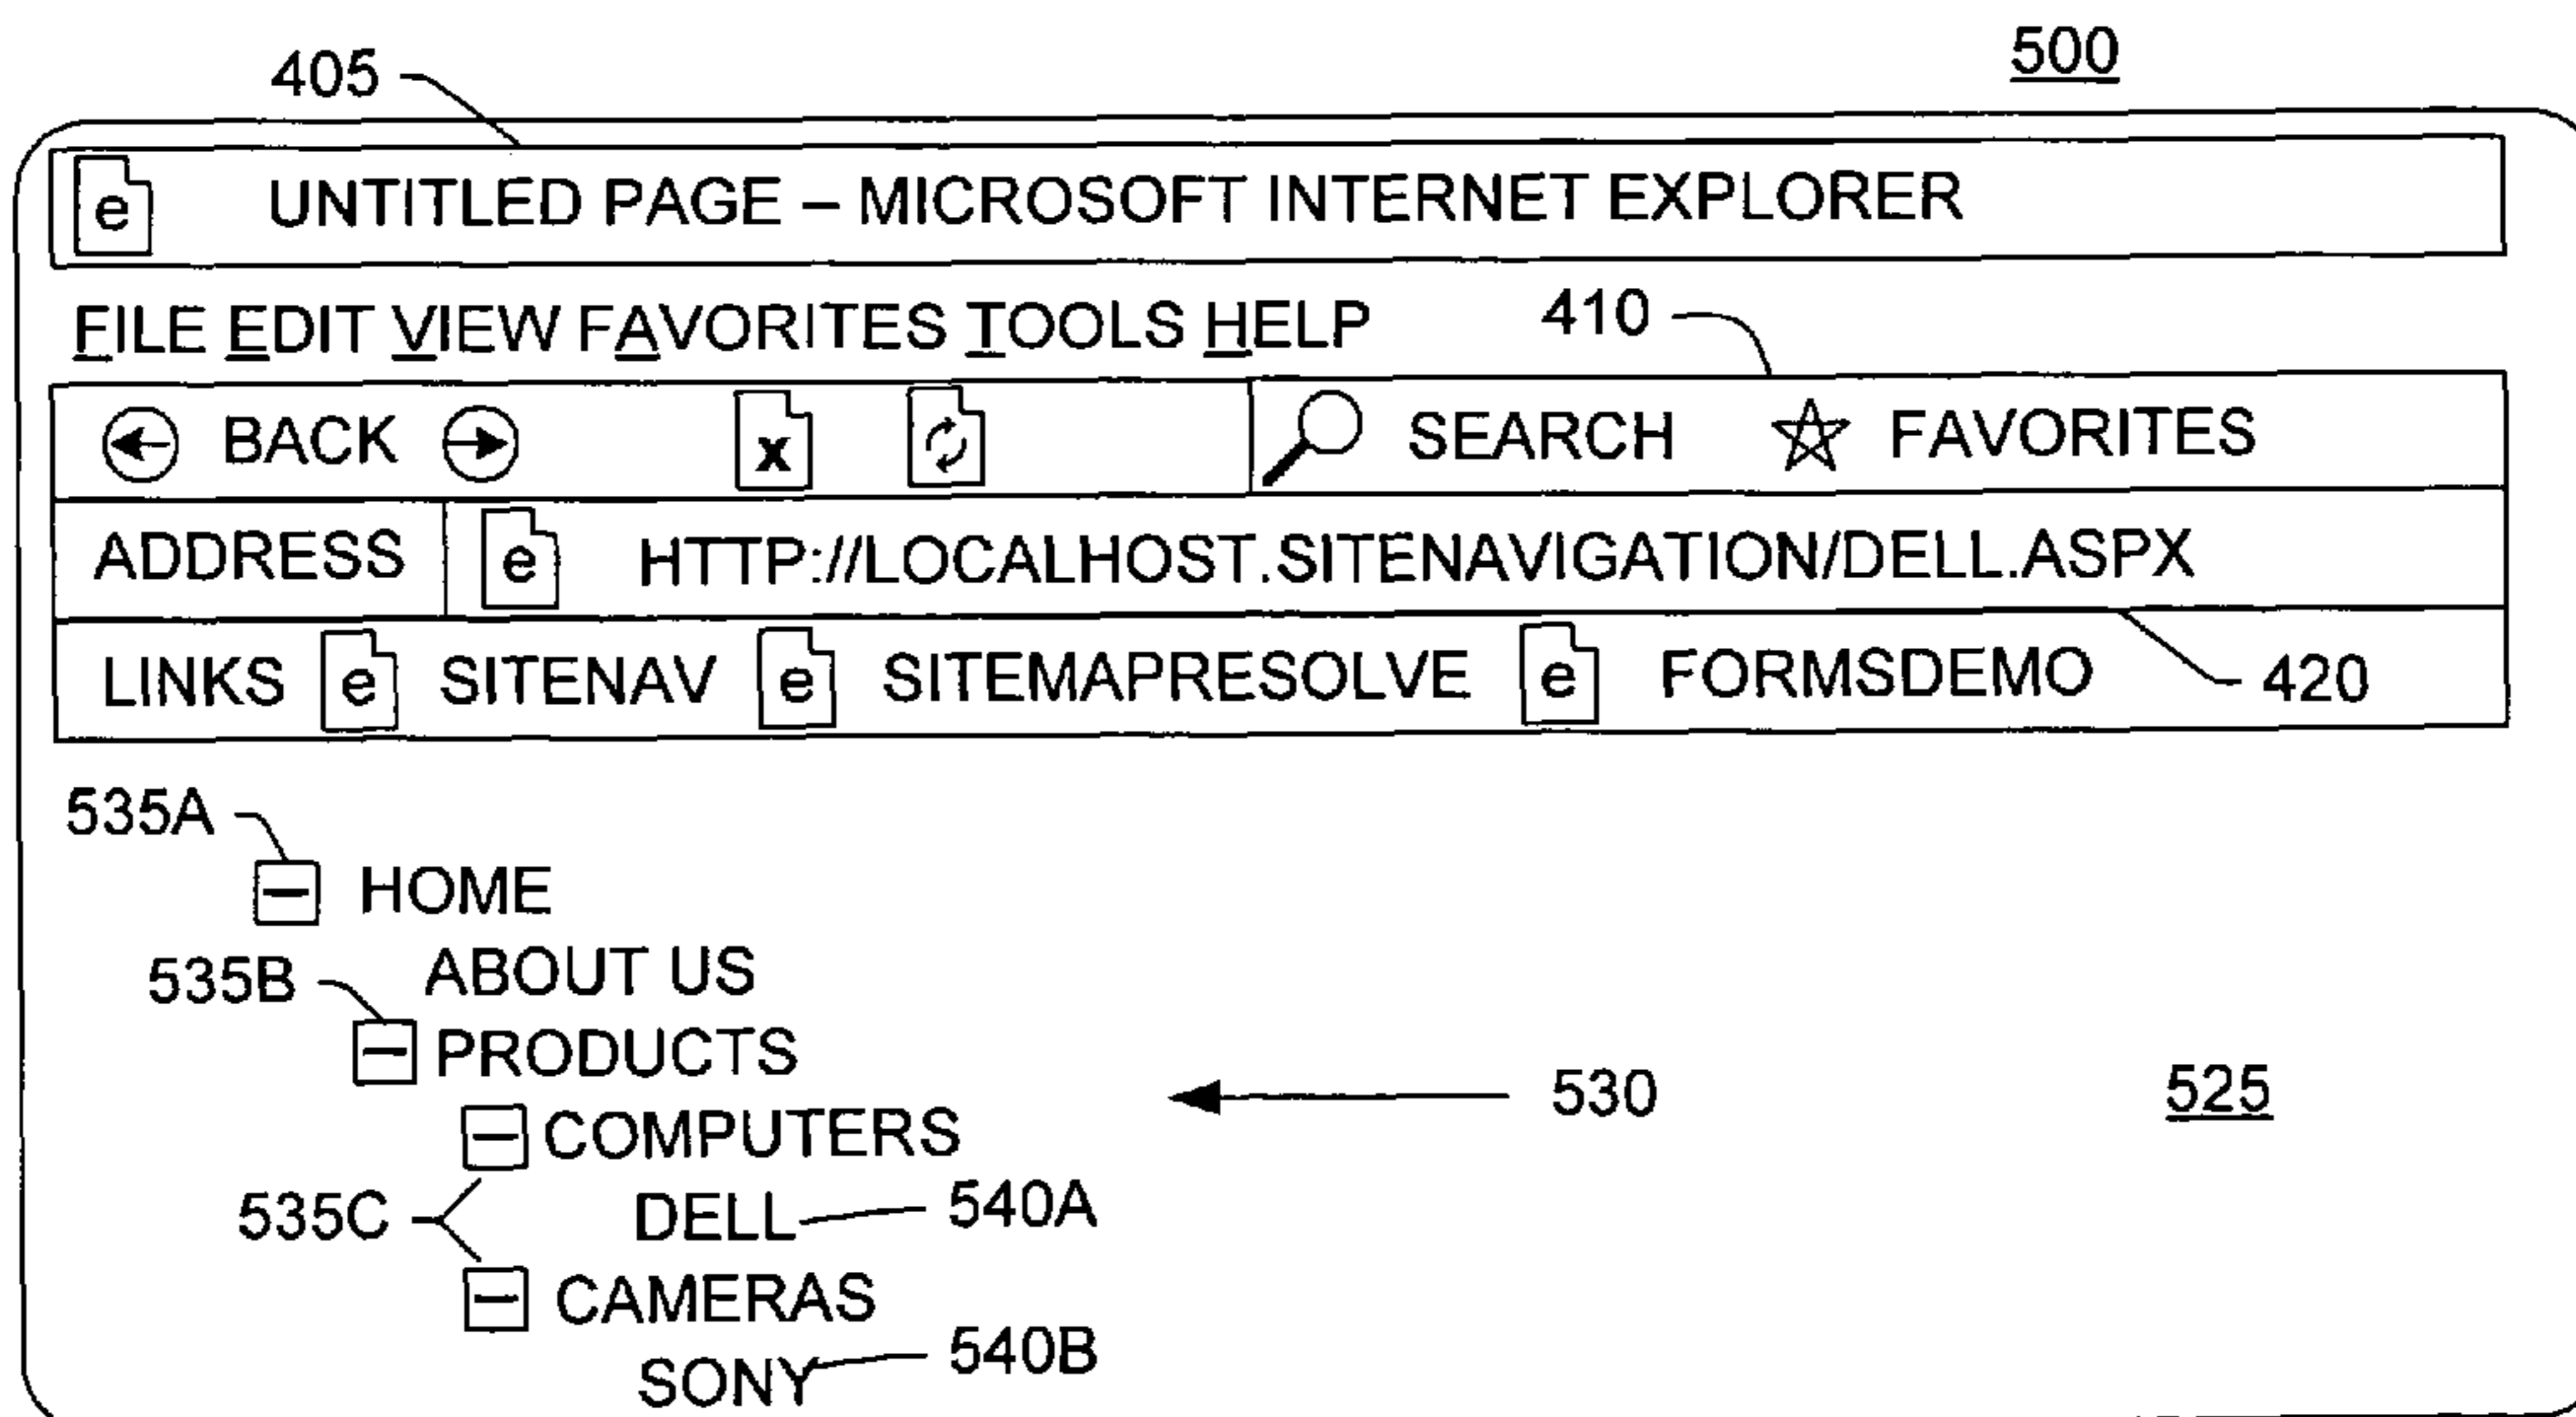 500
405
e UNTITLED PAGE – MICROSOFT INTERNET EXPLORER
FILE EDIT VIEW FAVORITES TOOLS HELP 410
BACK x SEARCH FAVORITES
ADDRESS e HTTP://LOCALHOST.SITENAVIGATION/DELL.ASPX
LINKS e SITENAV e SITEMAPRESOLVE e FORMSDEMO 420
535A
HOME
535B ABOUT US
PRODUCTS
530 525
COMPUTERS
535C DELL 540A
CAMERAS
SONY 540B